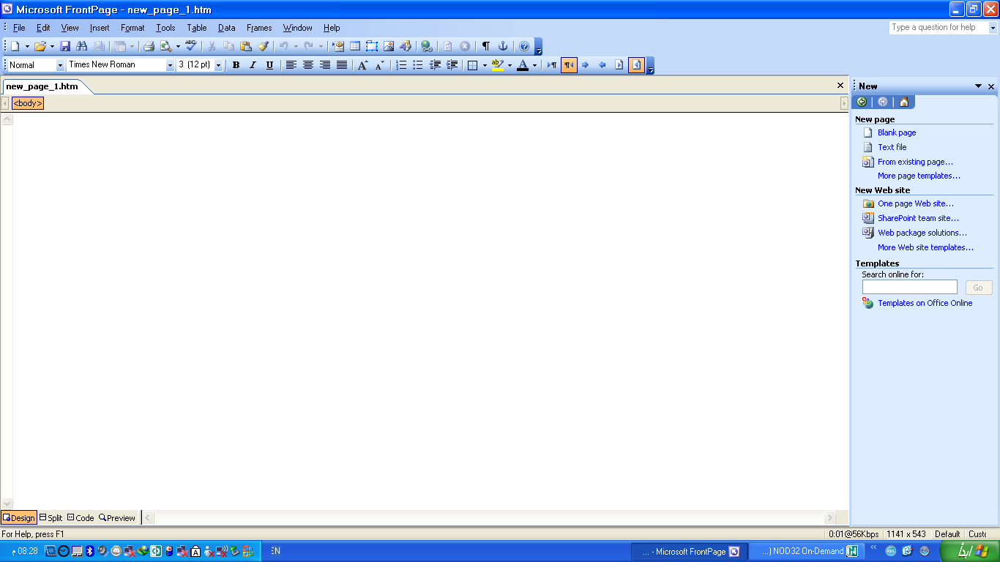 Microsoft FrontPage - new_page_1.htm
File Edit View Insert Format Tools Table Data Frames Window Help
Type a question for help
Normal Times New Roman 3 (12 pt) B I U
new_page_1.htm
<body>
New
New page
Blank page
Text file
From existing page...
More page templates...
New Web site
One page Web site...
SharePoint team site...
Web package solutions...
More Web site templates...
Templates
Search online for:
Go
Templates on Office Online
Design Split Code Preview
For Help, press F1
0:01@56Kbps 1141 x 543 Default Custo
08:28 م
EN
... - Microsoft FrontPage
...) NOD32 On-Demand
ابدأ